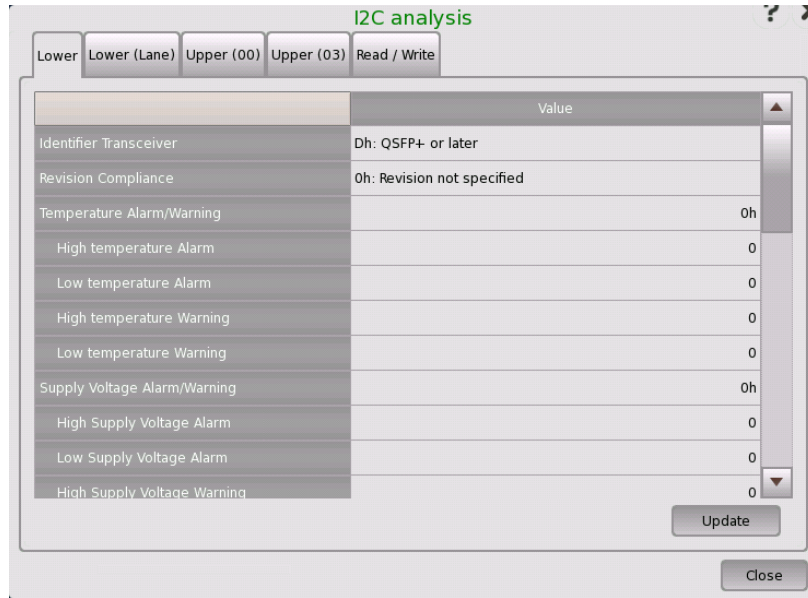 I2C analysis ?
Lower Lower (Lane) Upper (00) Upper (03) Read / Write
Value
Identifier Transceiver Dh: QSFP+ or later
Revision Compliance 0h: Revision not specified
Temperature Alarm/Warning 0h
High temperature Alarm 0
Low temperature Alarm 0
High temperature Warning 0
Low temperature Warning 0
Supply Voltage Alarm/Warning 0h
High Supply Voltage Alarm 0
Low Supply Voltage Alarm 0
High Supply Voltage Warning 0
Update
Close